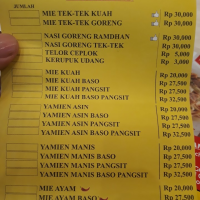 JUMLAH
MIE TEK-TEK KUAH Rp 30,000
MIE TEK-TEK GORENG Rp 30,000
NASI GORENG RAMDHAN Rp 30,000
NASI GORENG TEK-TEK Rp 30,000
TELOR CEPLOK Rp 5,000
KERUPUK UDANG Rp 3,000
MIE KUAH Rp 20,000
MIE KUAH BASO Rp 27,500
MIE KUAH PANGSIT Rp 27,500
MIE KUAH BASO PANGSIT Rp 32,500
YAMIEN ASIN Rp 20,000
YAMIEN ASIN BASO Rp 27,500
YAMIEN ASIN PANGSIT Rp 27,500
YAMIEN ASIN BASO PANGSIT Rp 32,500
YAMIEN MANIS Rp 20,000
YAMIEN MANIS BASO Rp 27,500
YAMIEN MANIS PANGSIT Rp 27,500
YAMIEN MANIS BASO PANGSIT Rp 32,500
MIE AYAM Rp 20,000
MIE AYAM BASO Rp 27,500